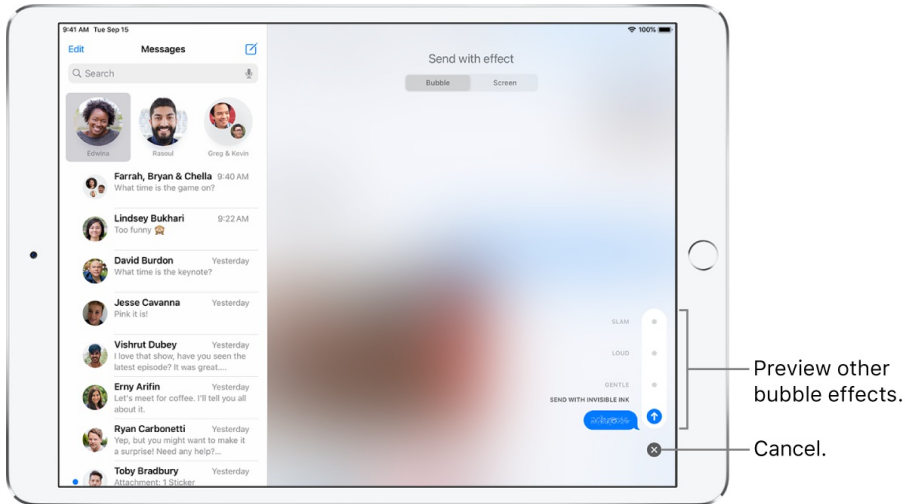 9:41 AM Tue Sep 15
100%
Edit
Messages
Search
Edwina
Rasoul
Greg & Kevin
Farrah, Bryan & Chella 9:40 AM
What time is the game on?
Lindsey Bukhari 9:22 AM
Too funny 🙈
David Burdon Yesterday
What time is the keynote?
Jesse Cavanna Yesterday
Pink it is!
Vishrut Dubey Yesterday
I love that show, have you seen the
latest episode? It was great....
Erny Arifin Yesterday
Let's meet for coffee. I'll tell you all
about it.
Ryan Carbonetti Yesterday
Yep, but you might want to make it
a surprise! Need any help?...
Toby Bradbury Yesterday
Attachment: 1 Sticker
Send with effect
Bubble Screen
SLAM
LOUD
GENTLE
SEND WITH INVISIBLE INK
Preview other
bubble effects.
Cancel.